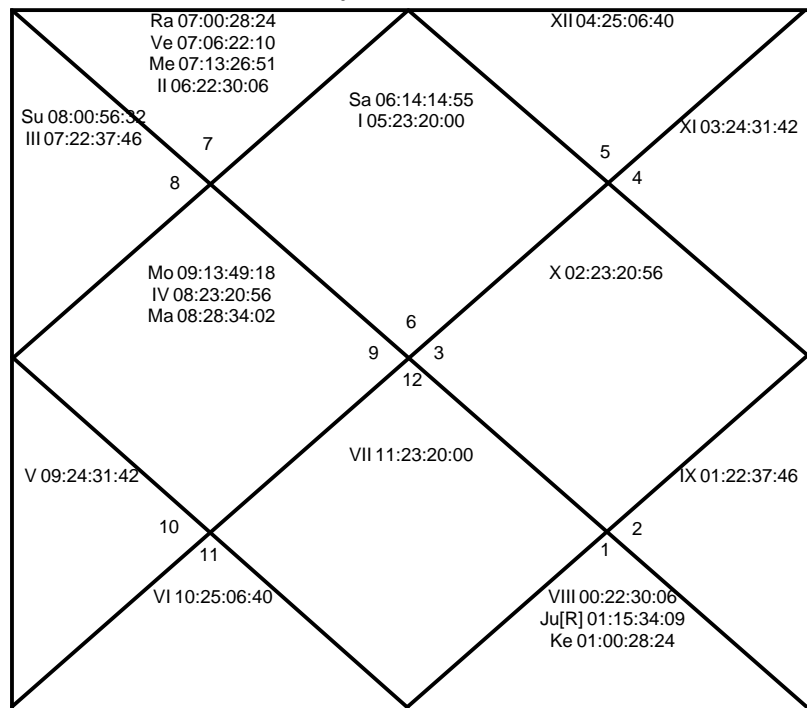 Ra 07:00:28:24
Ve 07:06:22:10
Me 07:13:26:51
II 06:22:30:06
XII 04:25:06:40
Sa 06:14:14:55
I 05:23:20:00
Su 08:00:56:32
III 07:22:37:46
XI 03:24:31:42
7
5
8
4
Mo 09:13:49:18
IV 08:23:20:56
Ma 08:28:34:02
X 02:23:20:56
6
9
3
12
VII 11:23:20:00
V 09:24:31:42
IX 01:22:37:46
10
2
11
1
VI 10:25:06:40
VIII 00:22:30:06
Ju[R] 01:15:34:09
Ke 01:00:28:24